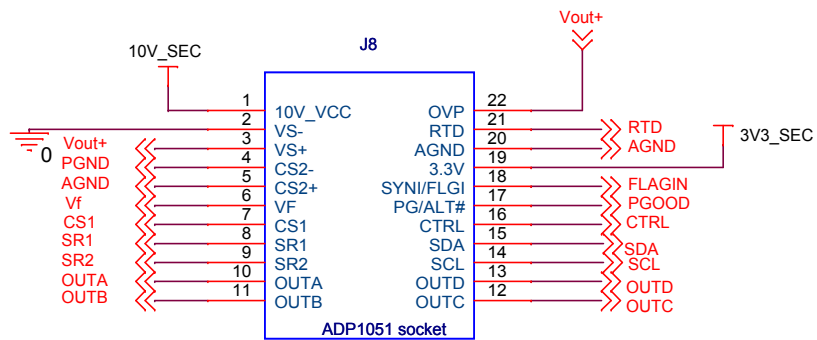 Vout+
J8
10V_SEC
1 10V_VCC OVP 22
2 VS- RTD 21 RTD
0 3V3_SEC
Vout+ 3 VS+ AGND 20 AGND
PGND 4 CS2- 3.3V 19
AGND 5 CS2+ SYNI/FLGI 18 FLAGIN
Vf 6 VF PG/ALT# 17 PGOOD
CS1 7 CS1 CTRL 16 CTRL
SR1 8 SR1 SDA 15 SDA
SR2 9 SR2 SCL 14 SCL
OUTA 10 OUTA OUTD 13 OUTD
OUTB 11 OUTB OUTC 12 OUTC
ADP1051 socket